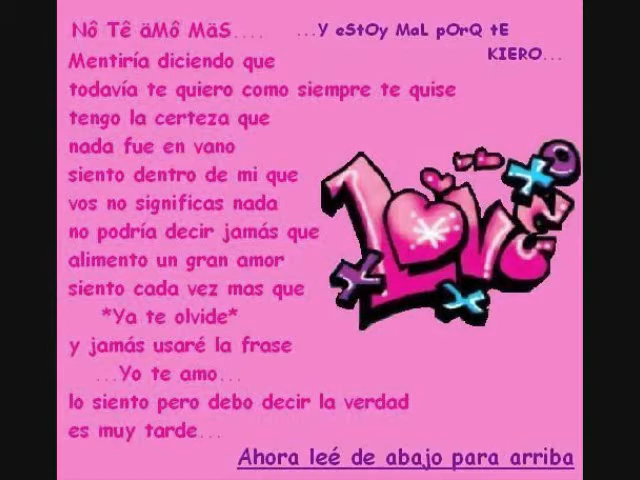 Nô Tê äMô MäS....
...Y eStOy MaL pOrQ tE
KIERO...
Mentiría diciendo que
todavía te quiero como siempre te quise
tengo la certeza que
nada fue en vano
siento dentro de mi que
vos no significas nada
no podría decir jamás que
alimento un gran amor
siento cada vez mas que
*Ya te olvide*
y jamás usaré la frase
...Yo te amo...
lo siento pero debo decir la verdad
es muy tarde...
Love
xo
Ahora leé de abajo para arriba